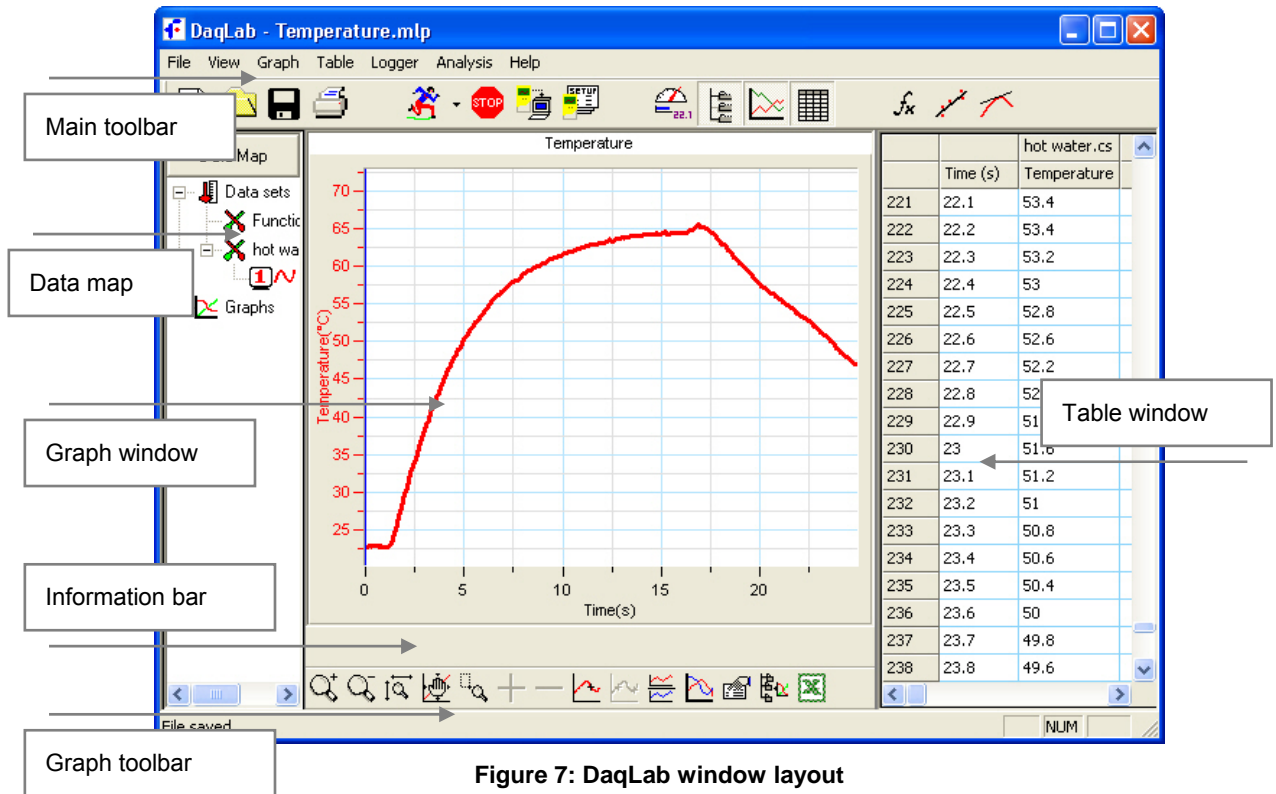 DaqLab - Temperature.mlp
File View Graph Table Logger Analysis Help
Main toolbar
STOP
SETUP
22.1
fx
Map
Data sets
Functic
hot wa
1
Graphs
Data map
Graph window
Information bar
Graph toolbar
Temperature
Temperature(°C)
70
65
60
55
50
45
40
35
30
25
0 5 10 15 20
Time(s)
hot water.cs
Time (s) Temperature
221 22.1 53.4
222 22.2 53.4
223 22.3 53.2
224 22.4 53
225 22.5 52.8
226 22.6 52.6
227 22.7 52.2
228 22.8 52
229 22.9 51
230 23 51.6
231 23.1 51.2
232 23.2 51
233 23.3 50.8
234 23.4 50.6
235 23.5 50.4
236 23.6 50
237 23.7 49.8
238 23.8 49.6
Table window
File saved
NUM
Figure 7: DaqLab window layout